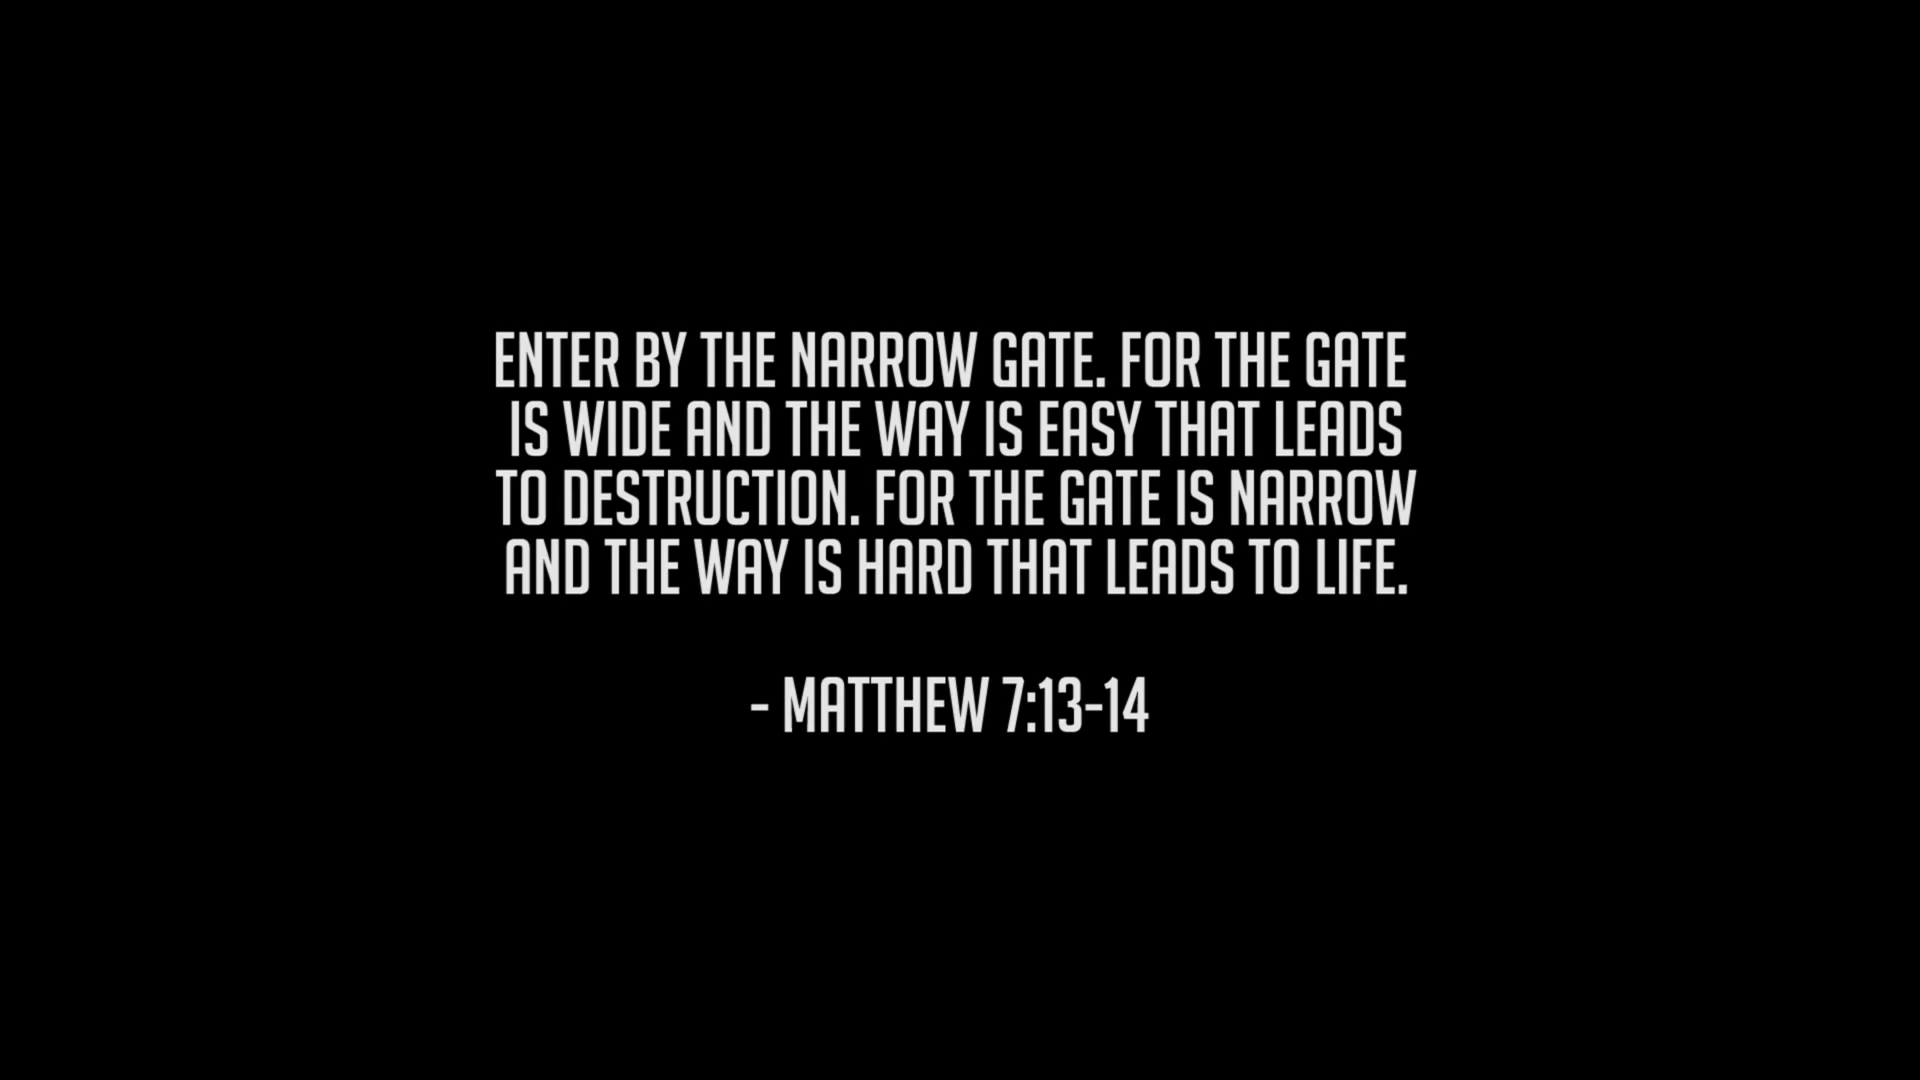 ENTER BY THE NARROW GATE. FOR THE GATE
IS WIDE AND THE WAY IS EASY THAT LEADS
TO DESTRUCTION. FOR THE GATE IS NARROW
AND THE WAY IS HARD THAT LEADS TO LIFE.
- MATTHEW 7:13-14